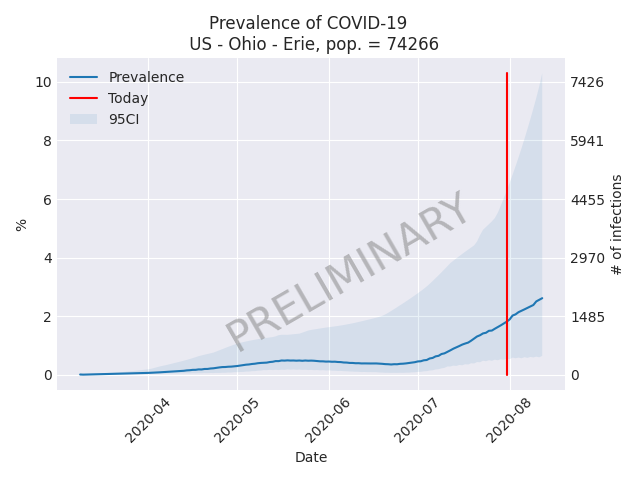 Prevalence of COVID-19
US - Ohio - Erie, pop. = 74266
Prevalence
Today
95CI
PRELIMINARY
%
10
8
6
4
2
0
7426
5941
4455
2970
1485
0
# of infections
2020-04
2020-05
2020-06
2020-07
2020-08
Date